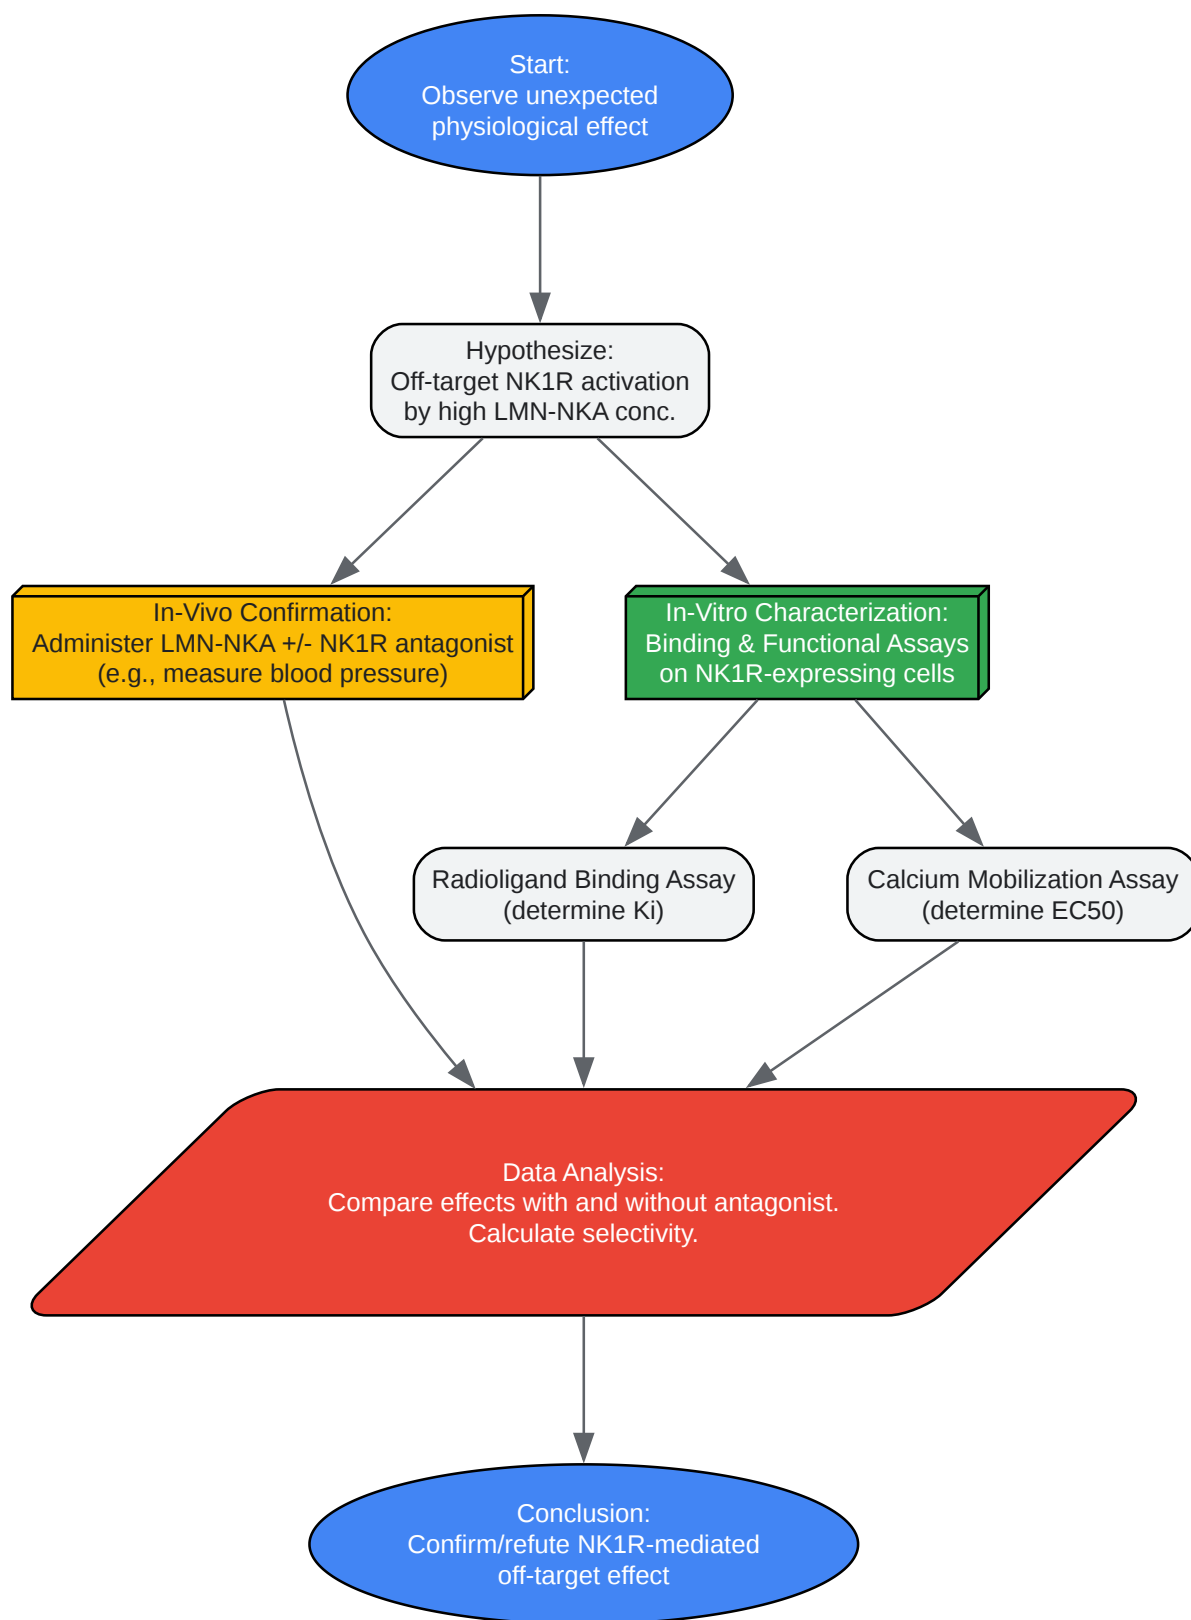 Start:
Observe unexpected
physiological effect
Hypothesize:
Off-target NK1R activation
by high LMN-NKA conc.
In-Vivo Confirmation:
Administer LMN-NKA +/- NK1R antagonist
(e.g., measure blood pressure)
In-Vitro Characterization:
Binding & Functional Assays
on NK1R-expressing cells
Radioligand Binding Assay
(determine Ki)
Calcium Mobilization Assay
(determine EC50)
Data Analysis:
Compare effects with and without antagonist.
Calculate selectivity.
Conclusion:
Confirm/refute NK1R-mediated
off-target effect